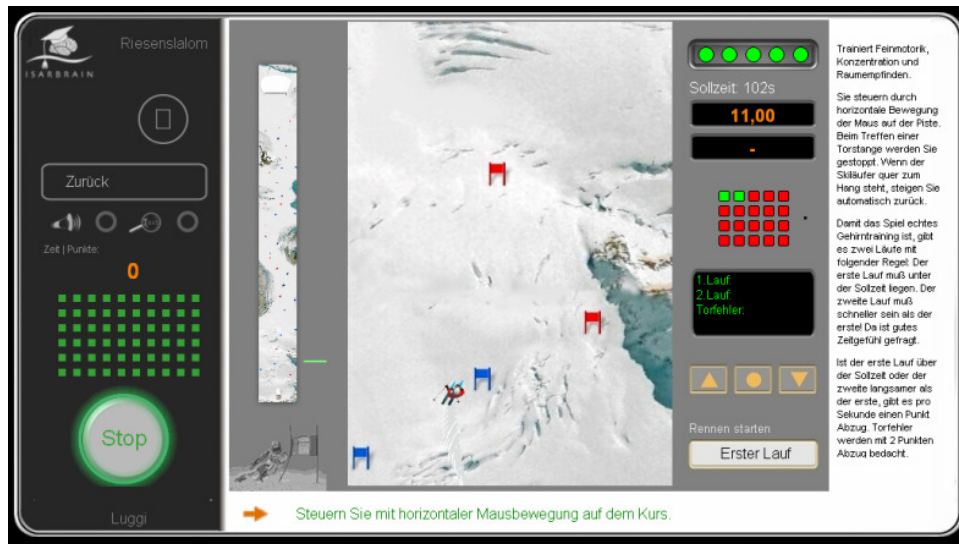 Riesenslalom
ISARBRAIN
Zurück
Zeit | Punkte:
0
Stop
Luggi
Sollzeit: 102s
11,00
-
1.Lauf:
2.Lauf:
Torfehler:
Rennen starten
Erster Lauf
Trainiert Feinmotorik,
Konzentration und
Raumempfinden.
Sie steuern durch
horizontale Bewegung
der Maus auf der Piste.
Beim Treffen einer
Torstange werden Sie
gestoppt. Wenn der
Skiläufer quer zum
Hang steht, steigen Sie
automatisch zurück.
Damit das Spiel echtes
Gehirntraining ist, gibt
es zwei Läufe mit
folgender Regel: Der
erste Lauf muß unter
der Sollzeit liegen. Der
zweite Lauf muß
schneller sein als der
erste! Da ist gutes
Zeitgefühl gefragt.
Ist der erste Lauf über
der Sollzeit oder der
zweite langsamer als
der erste, gibt es pro
Sekunde einen Punkt
Abzug. Torfehler
werden mit 2 Punkten
Abzug bedacht.
Steuern Sie mit horizontaler Mausbewegung auf dem Kurs.